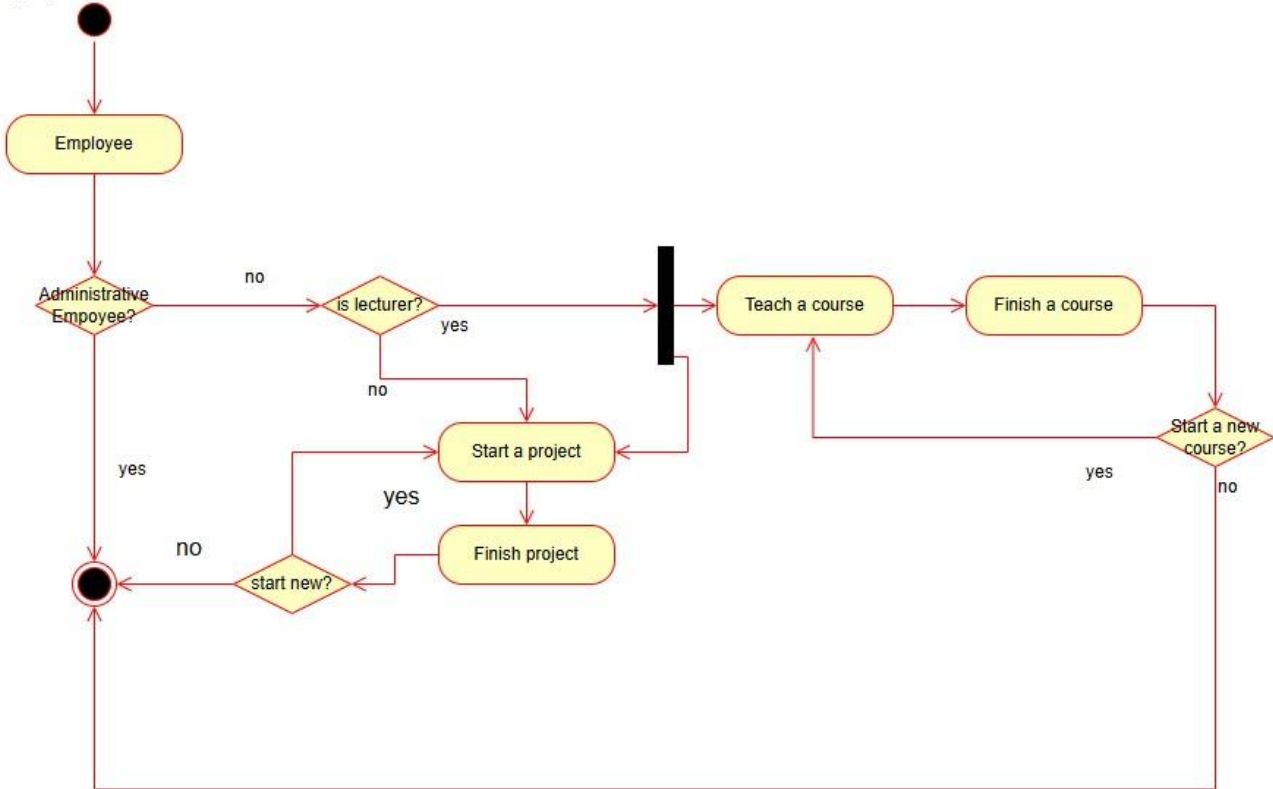 Employee
no
Administrative
Empoyee?
is lecturer?
yes
Teach a course
Finish a course
no
Start a new
course?
Start a project
yes
yes
no
yes
no
Finish project
start new?